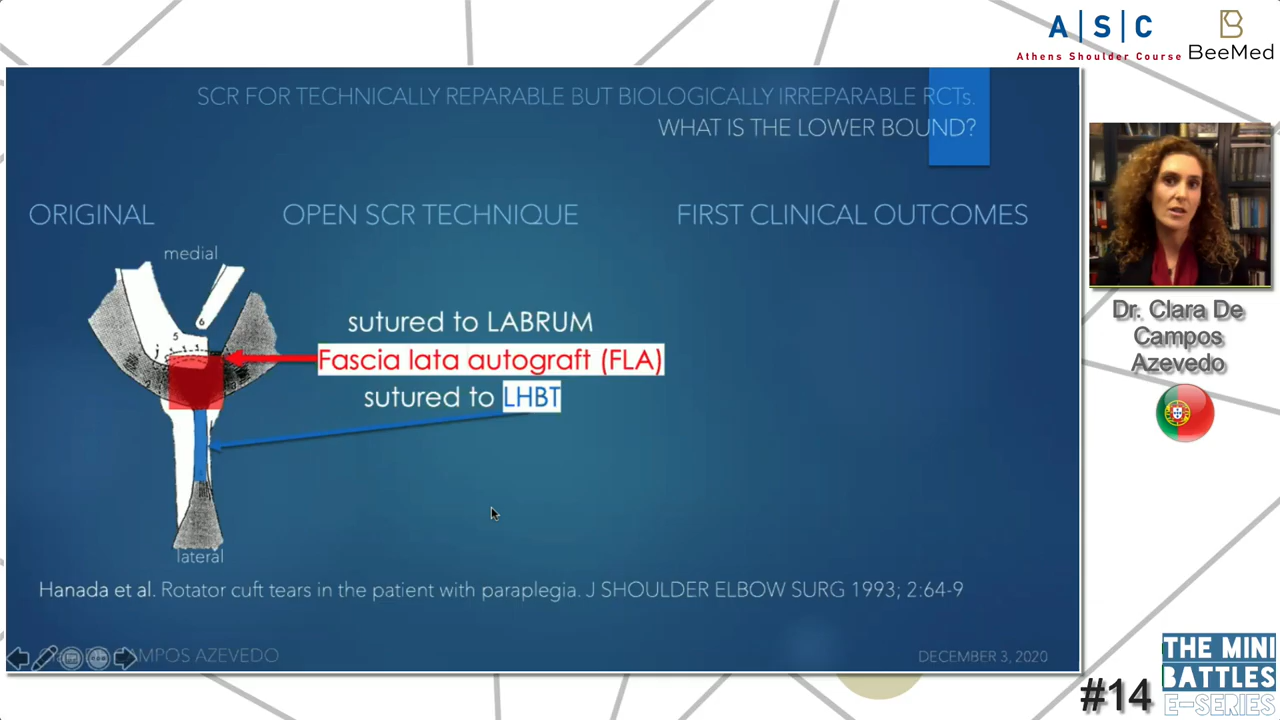 A|S|C
Athens Shoulder Course
BeeMed
SCR FOR TECHNICALLY REPARABLE BUT BIOLOGICALLY IRREPARABLE RCTs.
WHAT IS THE LOWER BOUND?
ORIGINAL
OPEN SCR TECHNIQUE
FIRST CLINICAL OUTCOMES
medial
6
5
sutured to LABRUM
Fascia lata autograft (FLA)
sutured to LHBT
lateral
Hanada et al. Rotator cuft tears in the patient with paraplegia. J SHOULDER ELBOW SURG 1993; 2:64-9
CAMPOS AZEVEDO
DECEMBER 3, 2020
Dr. Clara De
Campos
Azevedo
#14
THE MINI
BATTLES
E-SERIES